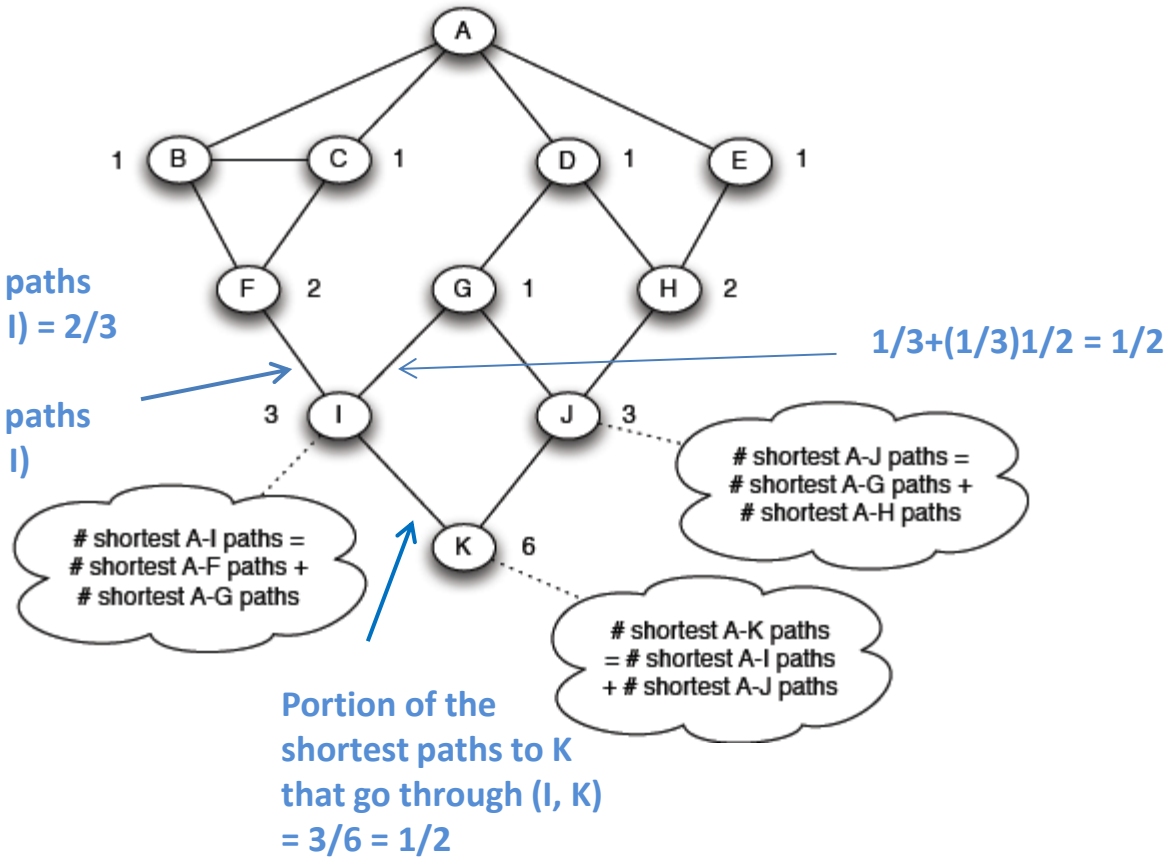 A
1
B
C
1
D
1
E
1
paths
I) = 2/3
F
2
G
1
H
2
1/3+(1/3)1/2 = 1/2
paths
I)
3
I
J
3
# shortest A-J paths =
# shortest A-G paths +
# shortest A-H paths
# shortest A-I paths =
# shortest A-F paths +
# shortest A-G paths
K
6
# shortest A-K paths
= # shortest A-I paths
+ # shortest A-J paths
Portion of the
shortest paths to K
that go through (I, K)
= 3/6 = 1/2